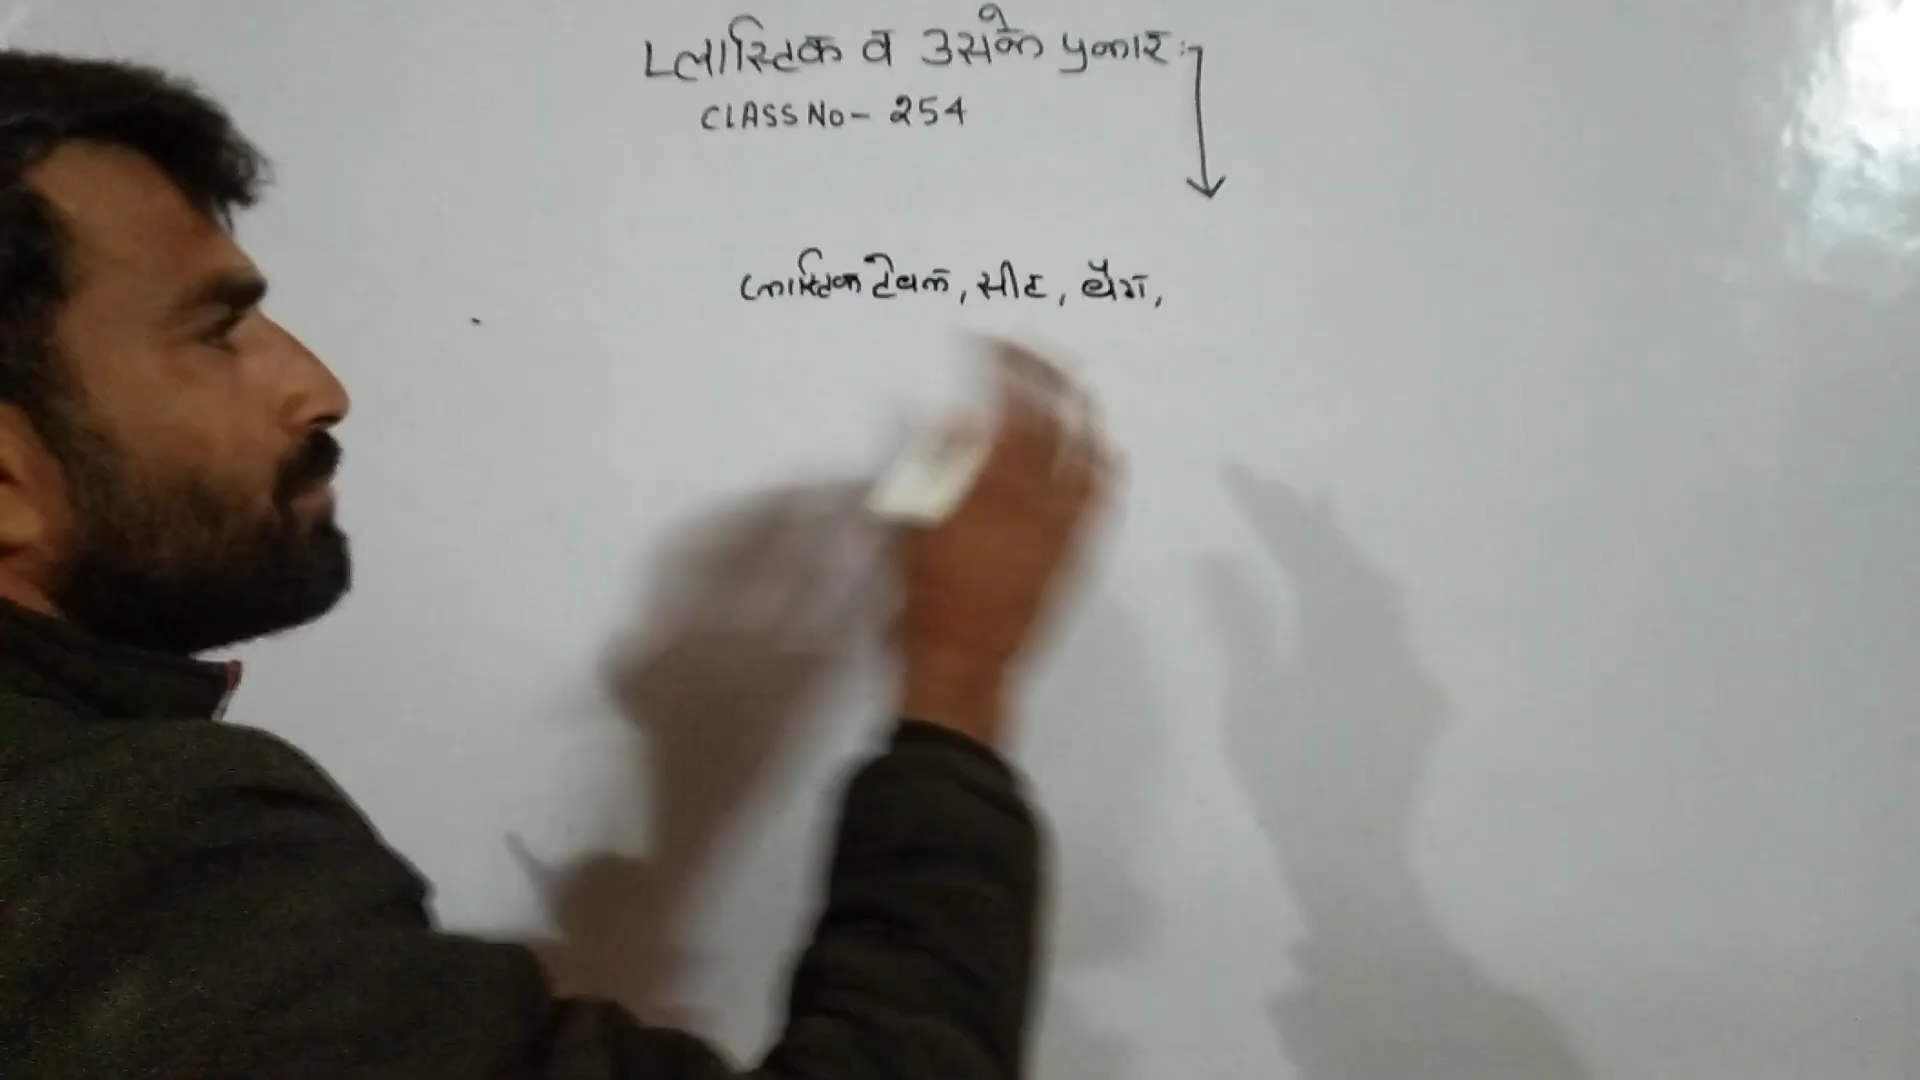 प्लास्टिक व उसके प्रकार :-
CLASS No - 254
प्लास्टिक टेबल, सीट, बैग,